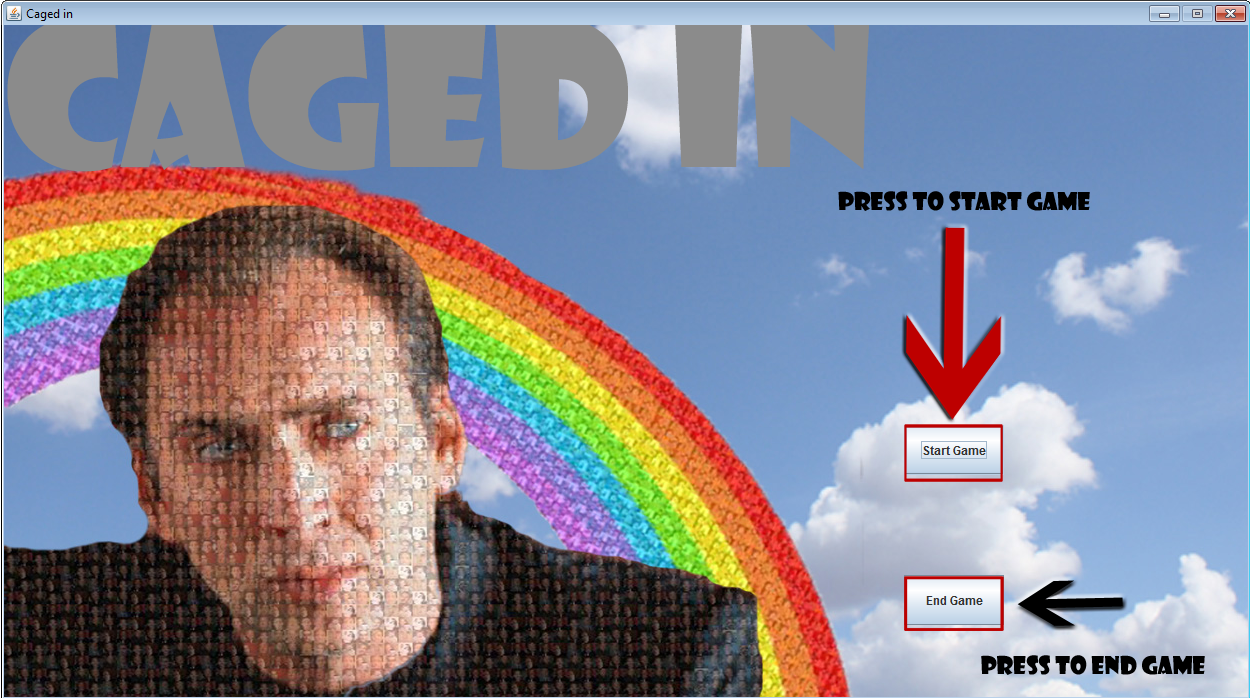 Caged in
CAGED IN
PRESS TO START GAME
Start Game
End Game
PRESS TO END GAME